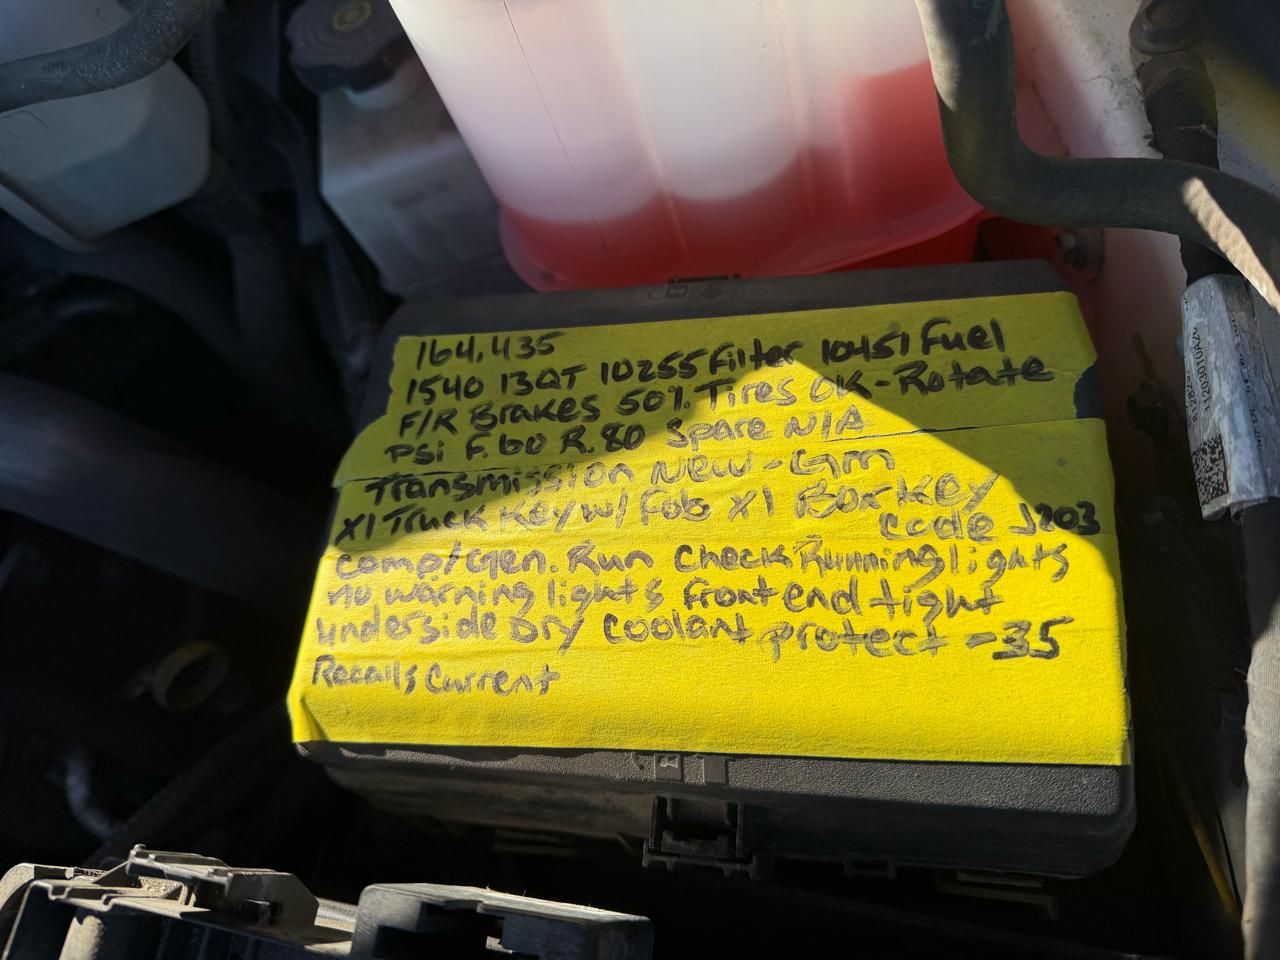 164,435
1540 13QT 10255 Filter 10451 Fuel
F/R Brakes 50% Tires OK-Rotate
PSi F.60 R.80 Spare N/A
Transmission New-Gm
X1 Truck Key w/ Fob X1 Box Key
Code J203
Comp/Gen. Run Check Running lights
no warning lights front end tight
underside Dry Coolant protect -35
Recalls Current